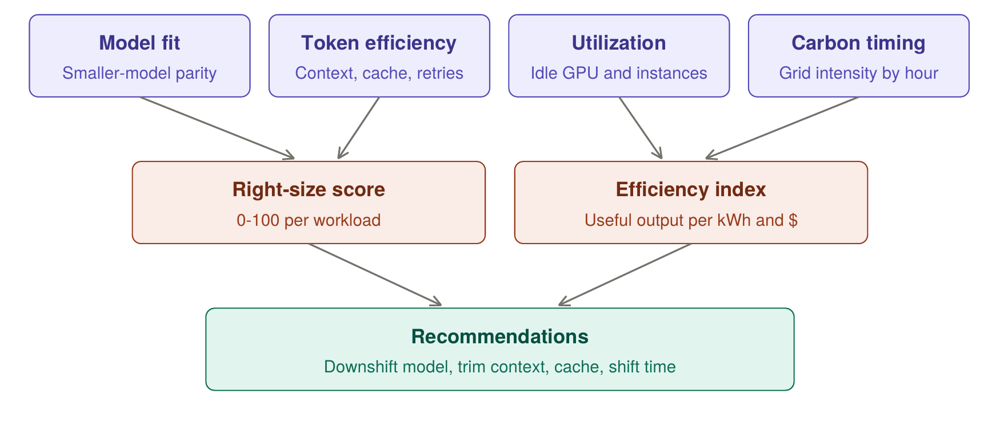 Model fit
Smaller-model parity
Token efficiency
Context, cache, retries
Utilization
Idle GPU and instances
Carbon timing
Grid intensity by hour
Right-size score
0-100 per workload
Efficiency index
Useful output per kWh and $
Recommendations
Downshift model, trim context, cache, shift time